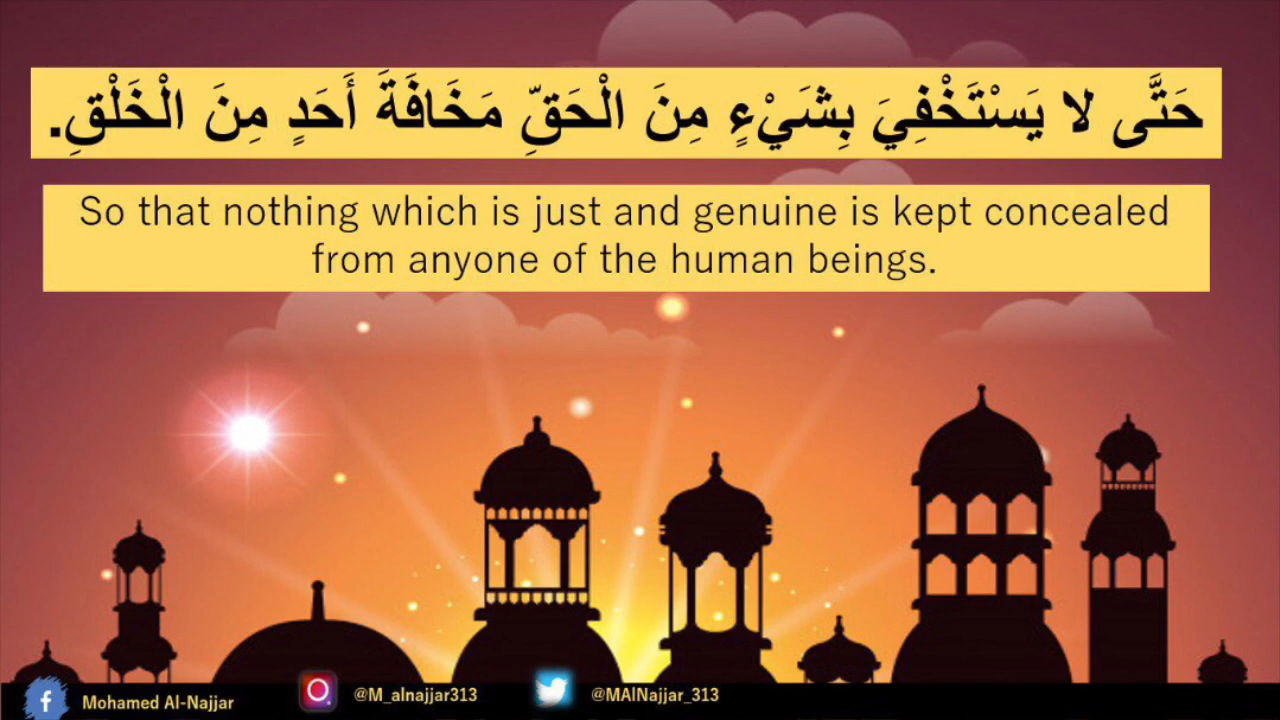 حَتَّى لا يَسْتَخْفِيَ بِشَيْءٍ مِنَ الْحَقِّ مَخَافَةَ أَحَدٍ مِنَ الْخَلْقِ.
So that nothing which is just and genuine is kept concealed
from anyone of the human beings.
Mohamed Al-Najjar @M_alnajjar313 @MAlNajjar_313